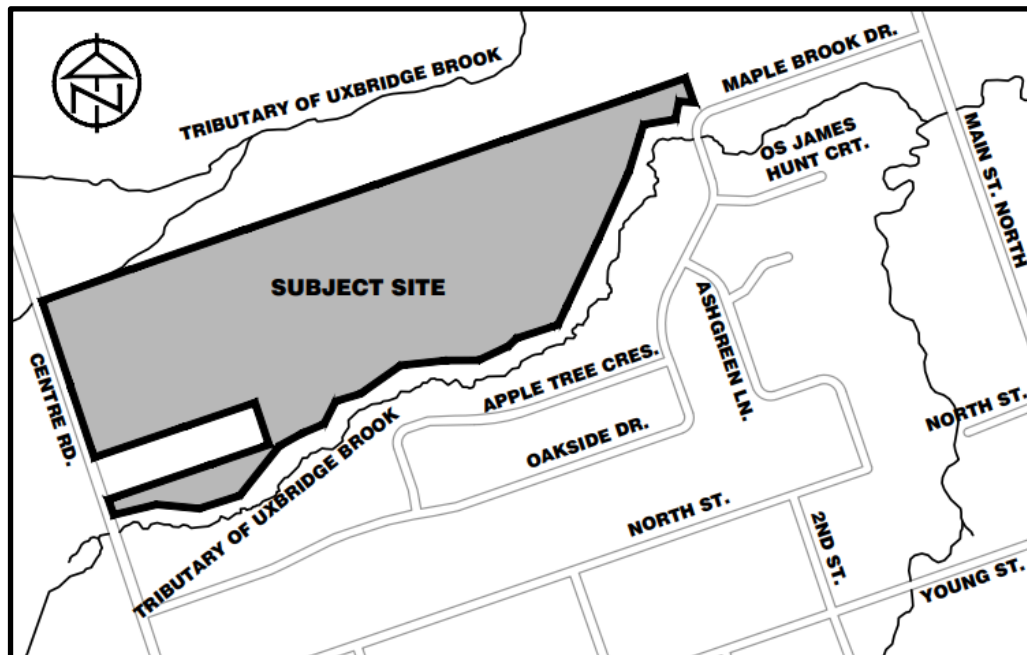 N
TRIBUTARY OF UXBRIDGE BROOK
MAPLE BROOK DR.
OS JAMES
HUNT CRT.
MAIN ST. NORTH
SUBJECT SITE
CENTRE RD.
ASHGREEN LN.
APPLE TREE CRES.
OAKSIDE DR.
NORTH ST.
TRIBUTARY OF UXBRIDGE BROOK
NORTH ST.
2ND ST.
YOUNG ST.